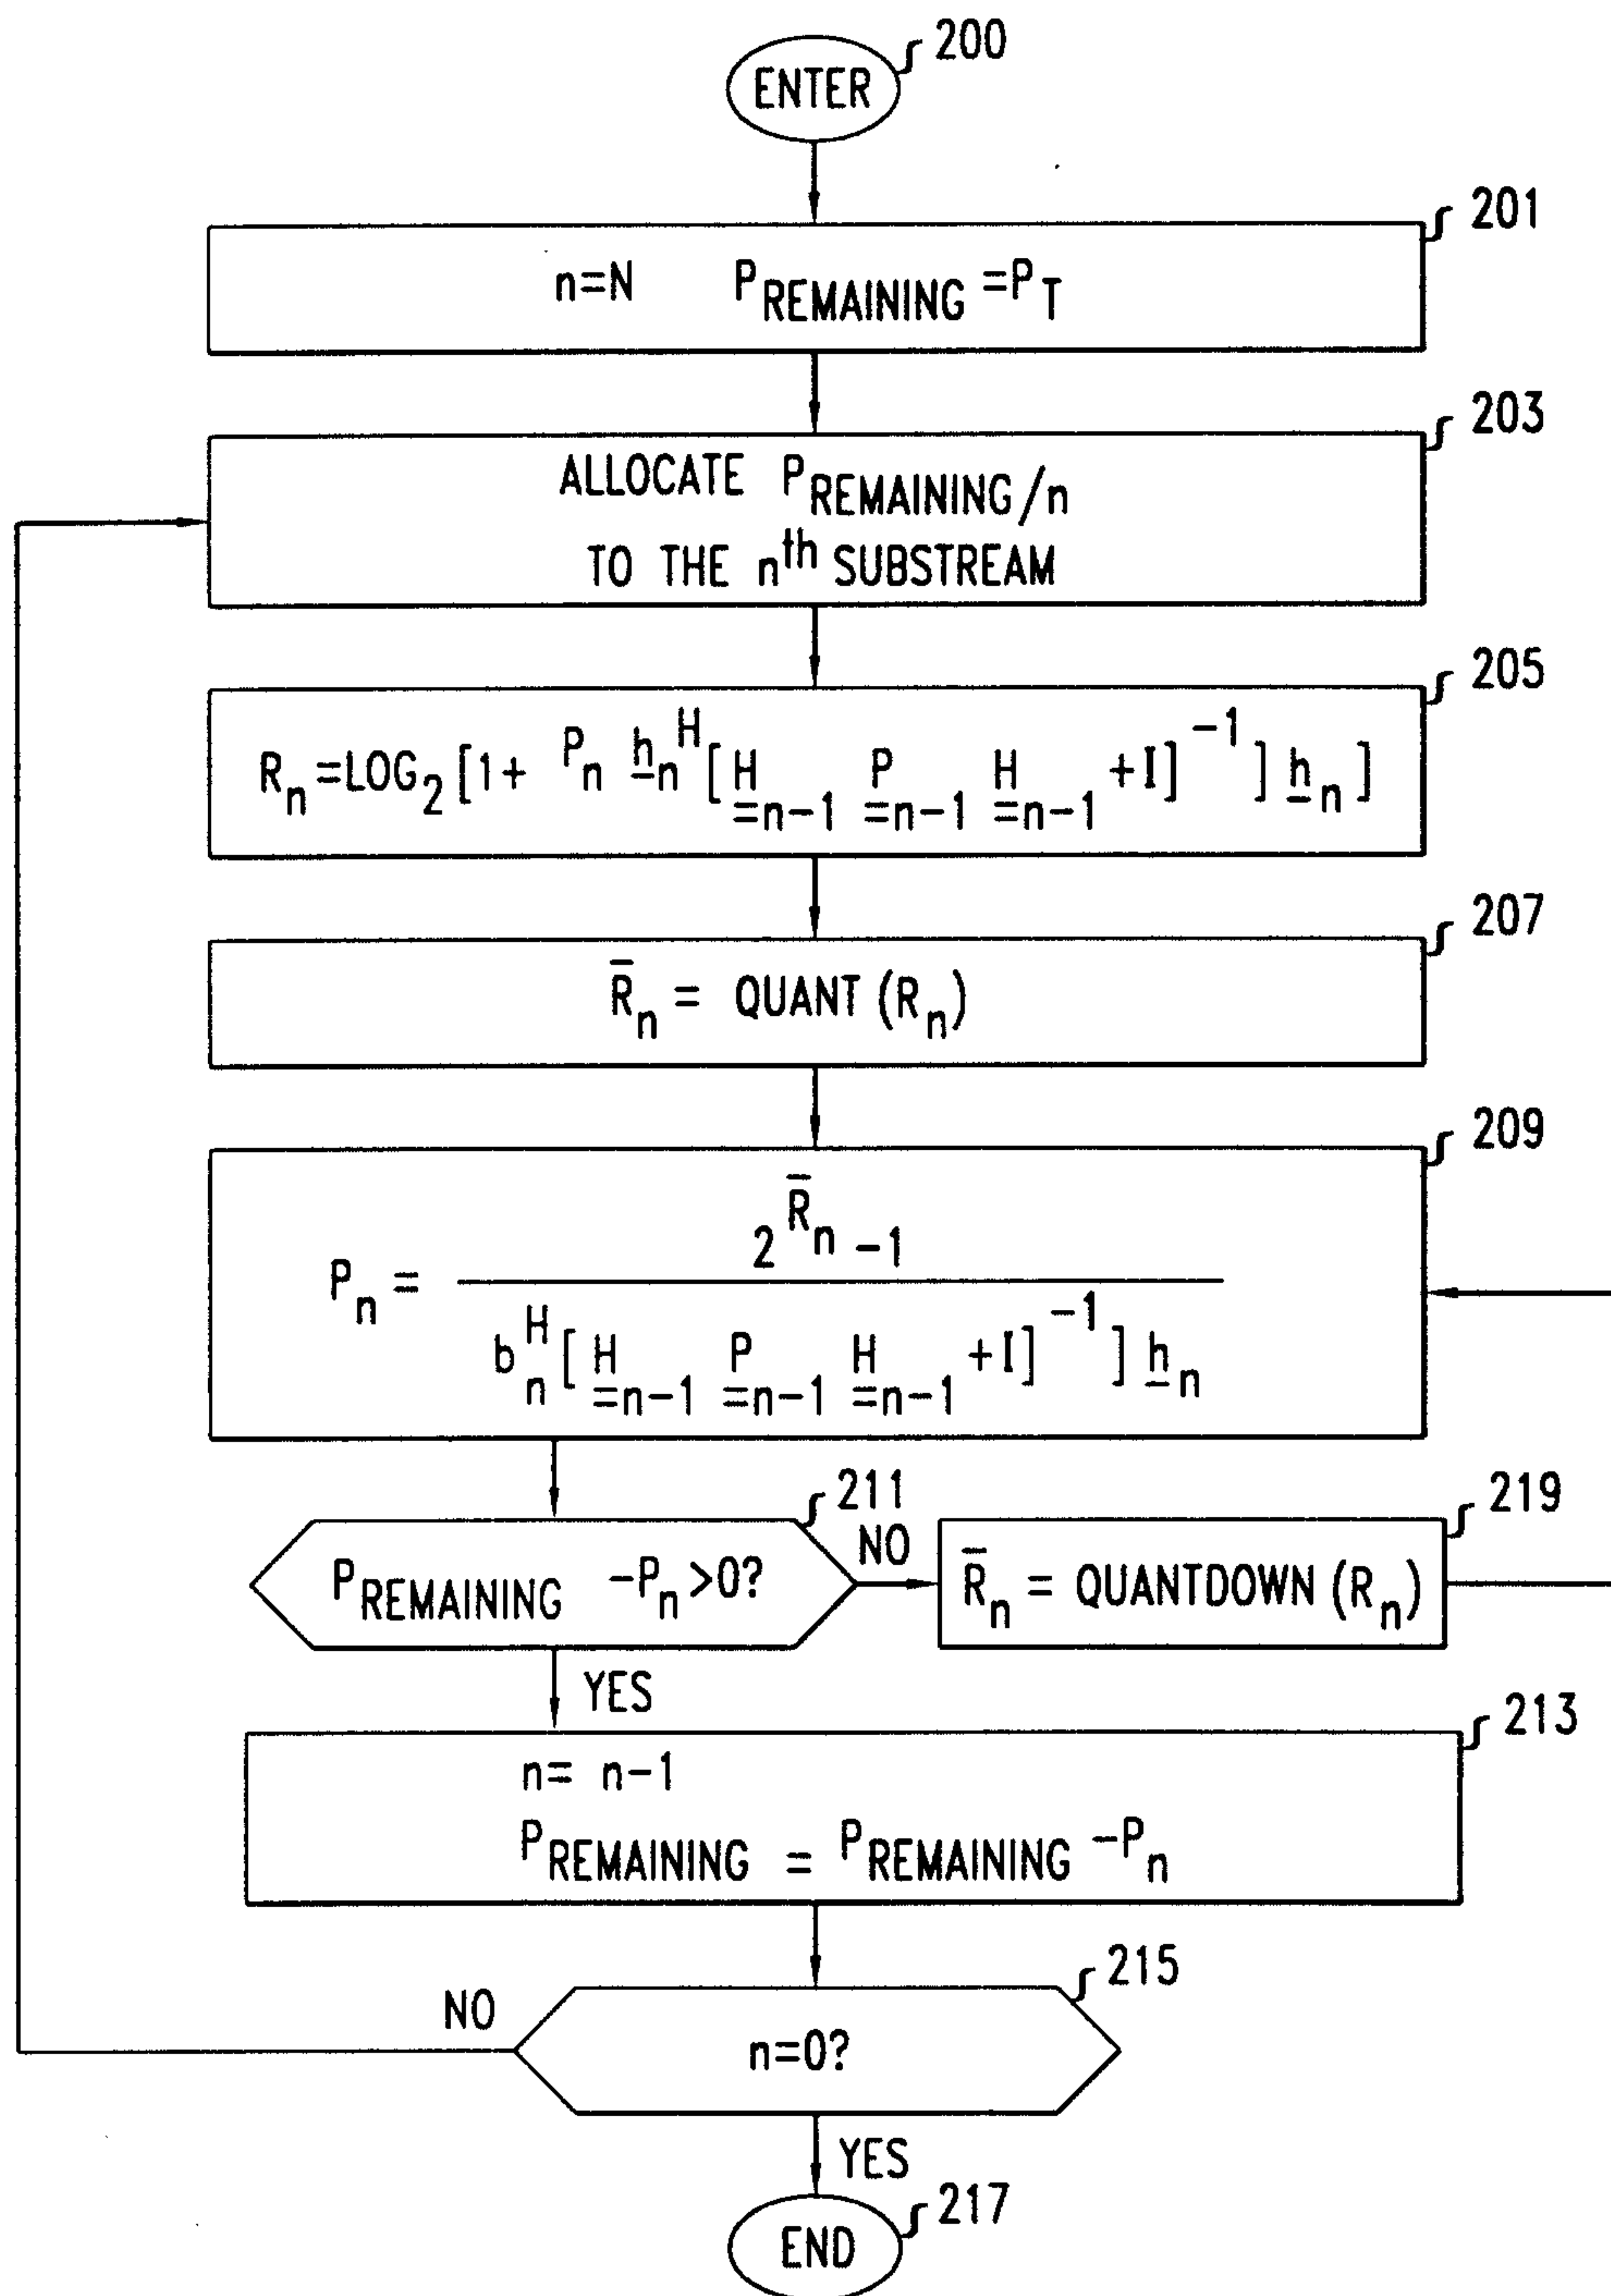 ENTER 200
201
n=N P_REMAINING =P_T
203
ALLOCATE P_REMAINING/n
TO THE n^th SUBSTREAM
205
R_n =LOG_2 [1+ P_n h_n^H [H_n-1 P_n-1 H_n-1 +I]^-1 ] h_n ]
207
R̄_n = QUANT (R_n)
209
P_n = 2^R̄_n -1
b_n^H [ H_n-1 P_n-1 H_n-1 +I]^-1 ] h_n
211
P_REMAINING -P_n >0?
NO
219
R̄_n = QUANTDOWN (R_n)
YES
213
n= n-1
P_REMAINING = P_REMAINING -P_n
215
NO
n=0?
YES
217
END